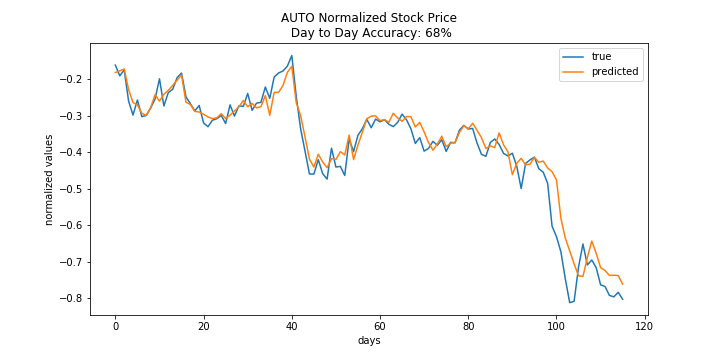 AUTO Normalized Stock Price
Day to Day Accuracy: 68%
true
predicted
normalized values
−0.2
−0.3
−0.4
−0.5
−0.6
−0.7
−0.8
0
20
40
60
80
100
120
days